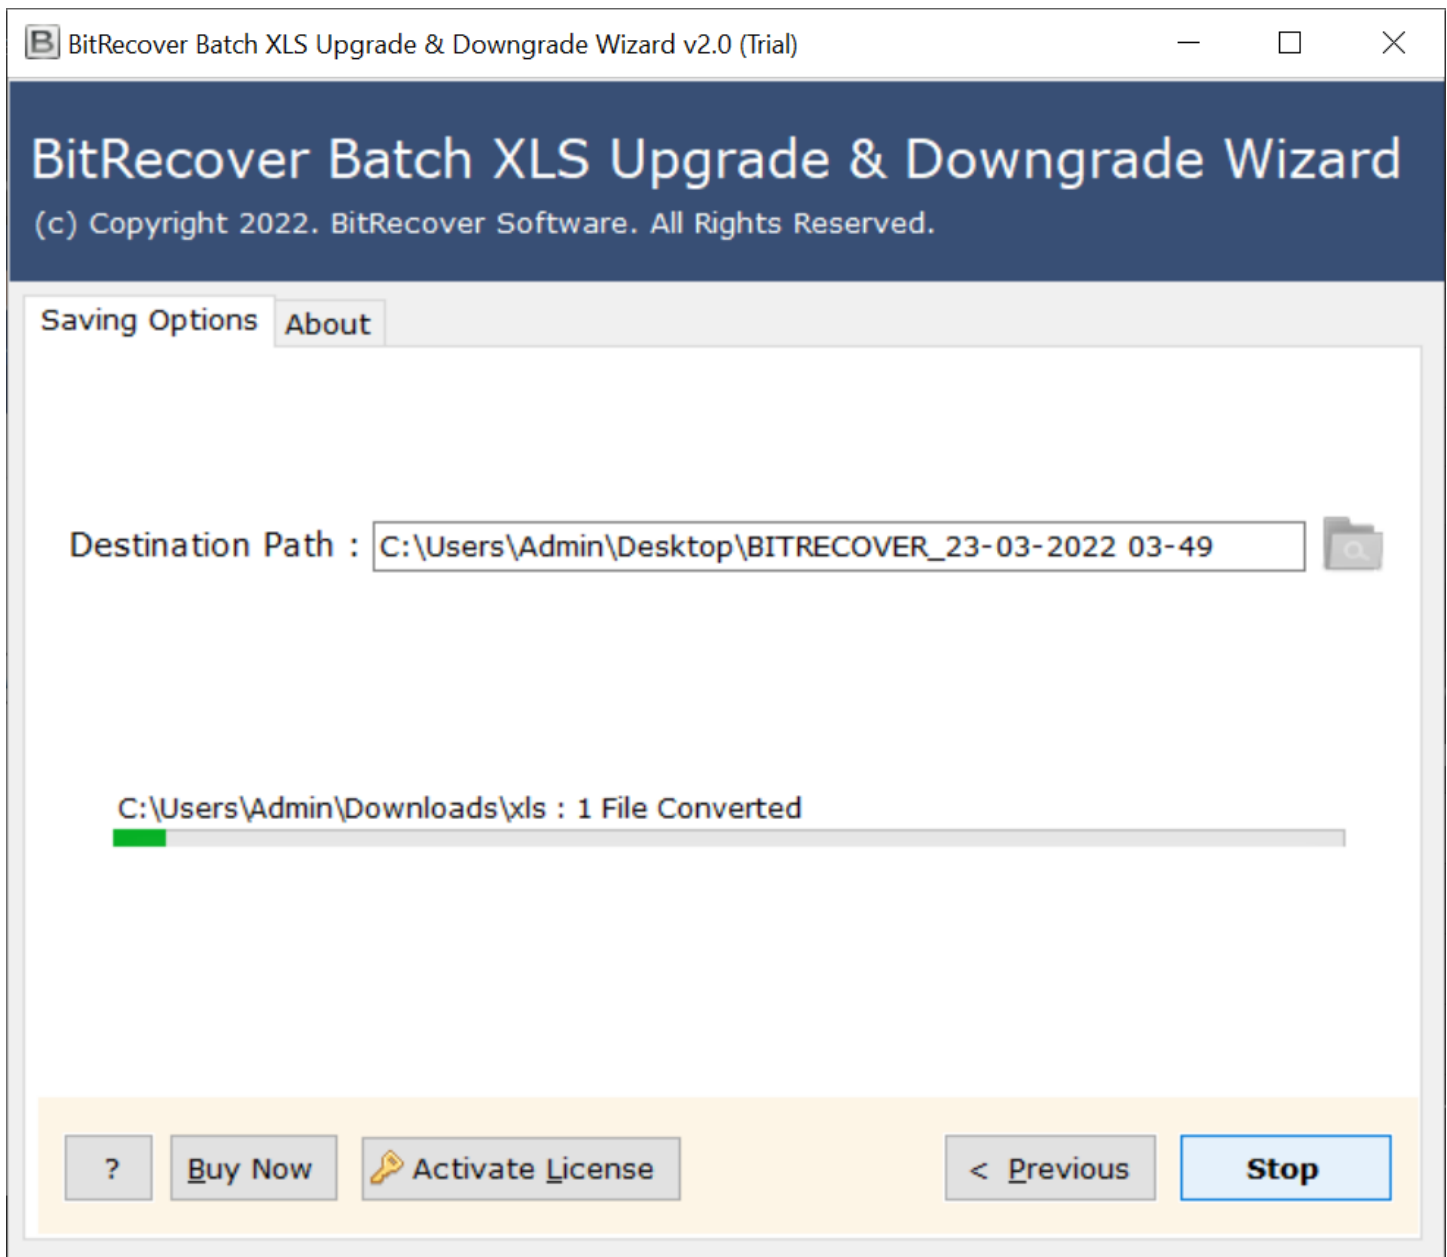 B BitRecover Batch XLS Upgrade & Downgrade Wizard v2.0 (Trial)
BitRecover Batch XLS Upgrade & Downgrade Wizard
(c) Copyright 2022. BitRecover Software. All Rights Reserved.
Saving Options About
Destination Path : C:\Users\Admin\Desktop\BITRECOVER_23-03-2022 03-49
C:\Users\Admin\Downloads\xls : 1 File Converted
? Buy Now Activate License < Previous Stop